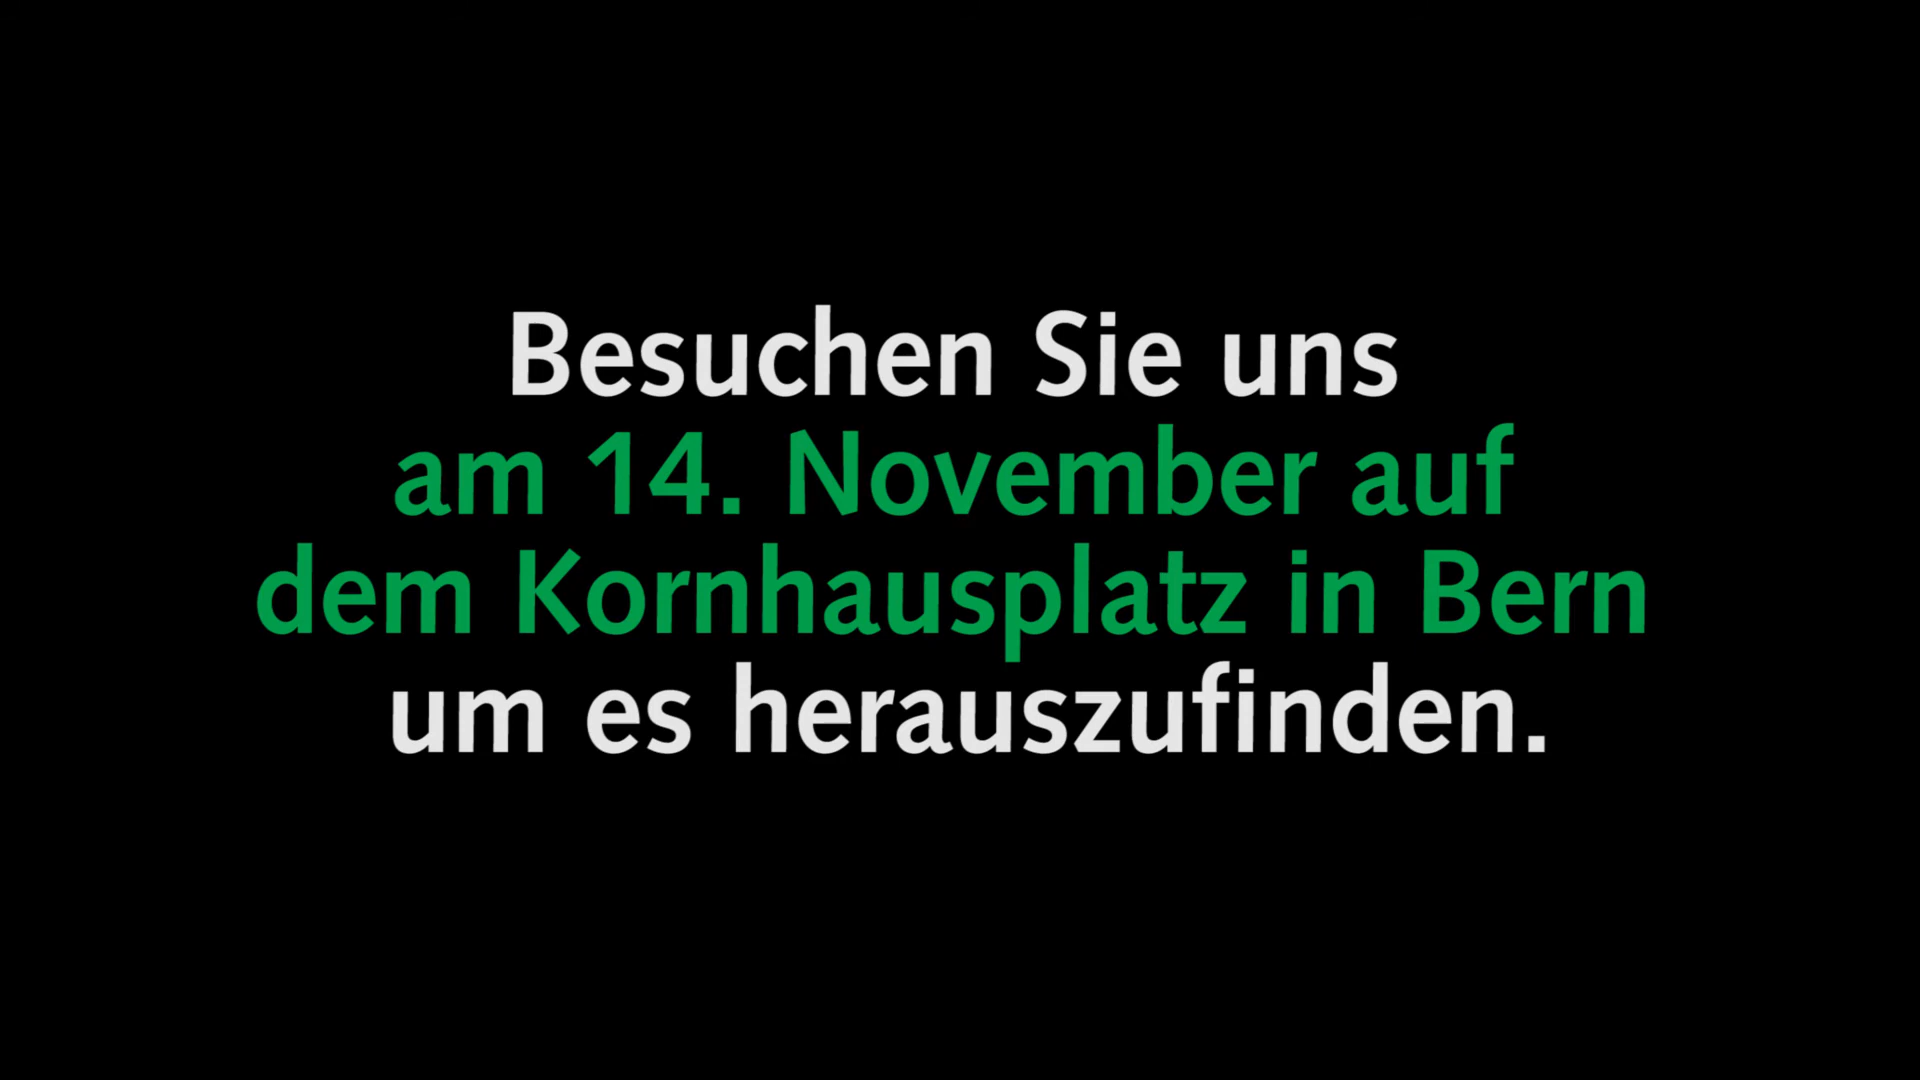 Besuchen Sie uns
am 14. November auf
dem Kornhausplatz in Bern
um es herauszufinden.